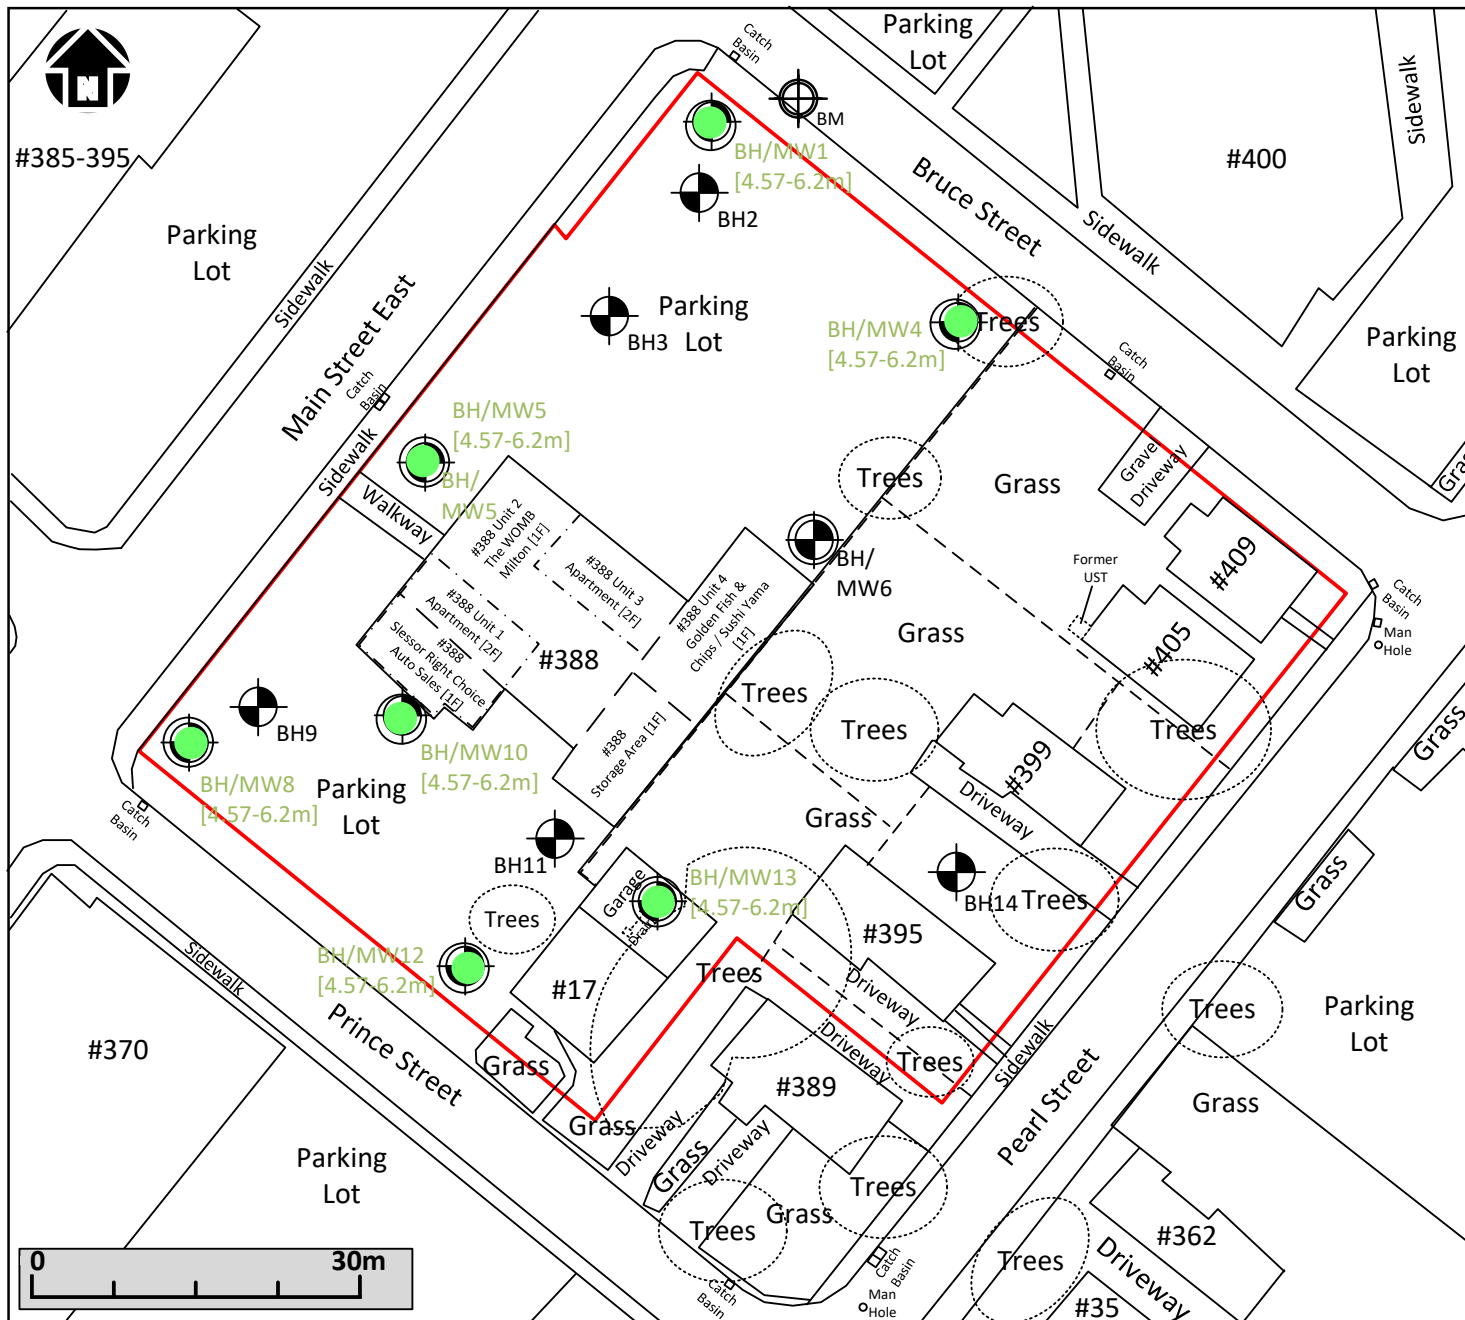 N
#385-395
Parking
Lot
Sidewalk
Main Street East
Catch
Basin
Sidewalk
Walkway
Catch
Basin
BM
BH/MW1
[4.57-6.2m]
BH2
BH3
Parking
Lot
BH/MW4
[4.57-6.2m]
Trees
BH/MW5
[4.57-6.2m]
BH/
MW5
Parking
Lot
Bruce Street
Sidewalk
#400
Sidewalk
Parking
Lot
Catch
Basin
Trees
Grass
Gravel
Driveway
#409
Former
UST
#405
Catch
Basin
Man
Hole
BH/
MW6
Grass
#388 Unit 2
The WOMB
Milton [1F]
#388 Unit 3
Apartment [2F]
#388 Unit 4
Golden Fish &
Chips / Sushi Yama
[1F]
#388 Unit 1
Apartment [2F]
#388
Slessor Right Choice
Auto Sales [1F]
#388
#388
Storage Area [1F]
Trees
Trees
Trees
#399
Driveway
Grass
Grass
BH9
BH/MW8
[4.57-6.2m]
BH/MW10
[4.57-6.2m]
Parking
Lot
Catch
Basin
BH11
Garage
Drain
BH/MW13
[4.57-6.2m]
BH14
Trees
Trees
BH/MW12
[4.57-6.2m]
#17
Trees
#395
Driveway
Driveway
Trees
Sidewalk
Grass
Trees
Parking
Lot
Sidewalk
#370
Prince Street
Grass
Grass
Driveway
Grass
Driveway
#389
Pearl Street
Grass
Parking
Lot
Trees
Grass
Trees
Trees
#362
Driveway
#35
Catch
Basin
Catch
Basin
Man
Hole
0
30m